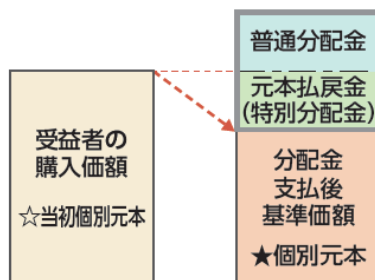 受益者の
購入価額
☆当初個別元本
普通分配金
元本払戻金
(特別分配金)
分配金
支払後
基準価額
★個別元本